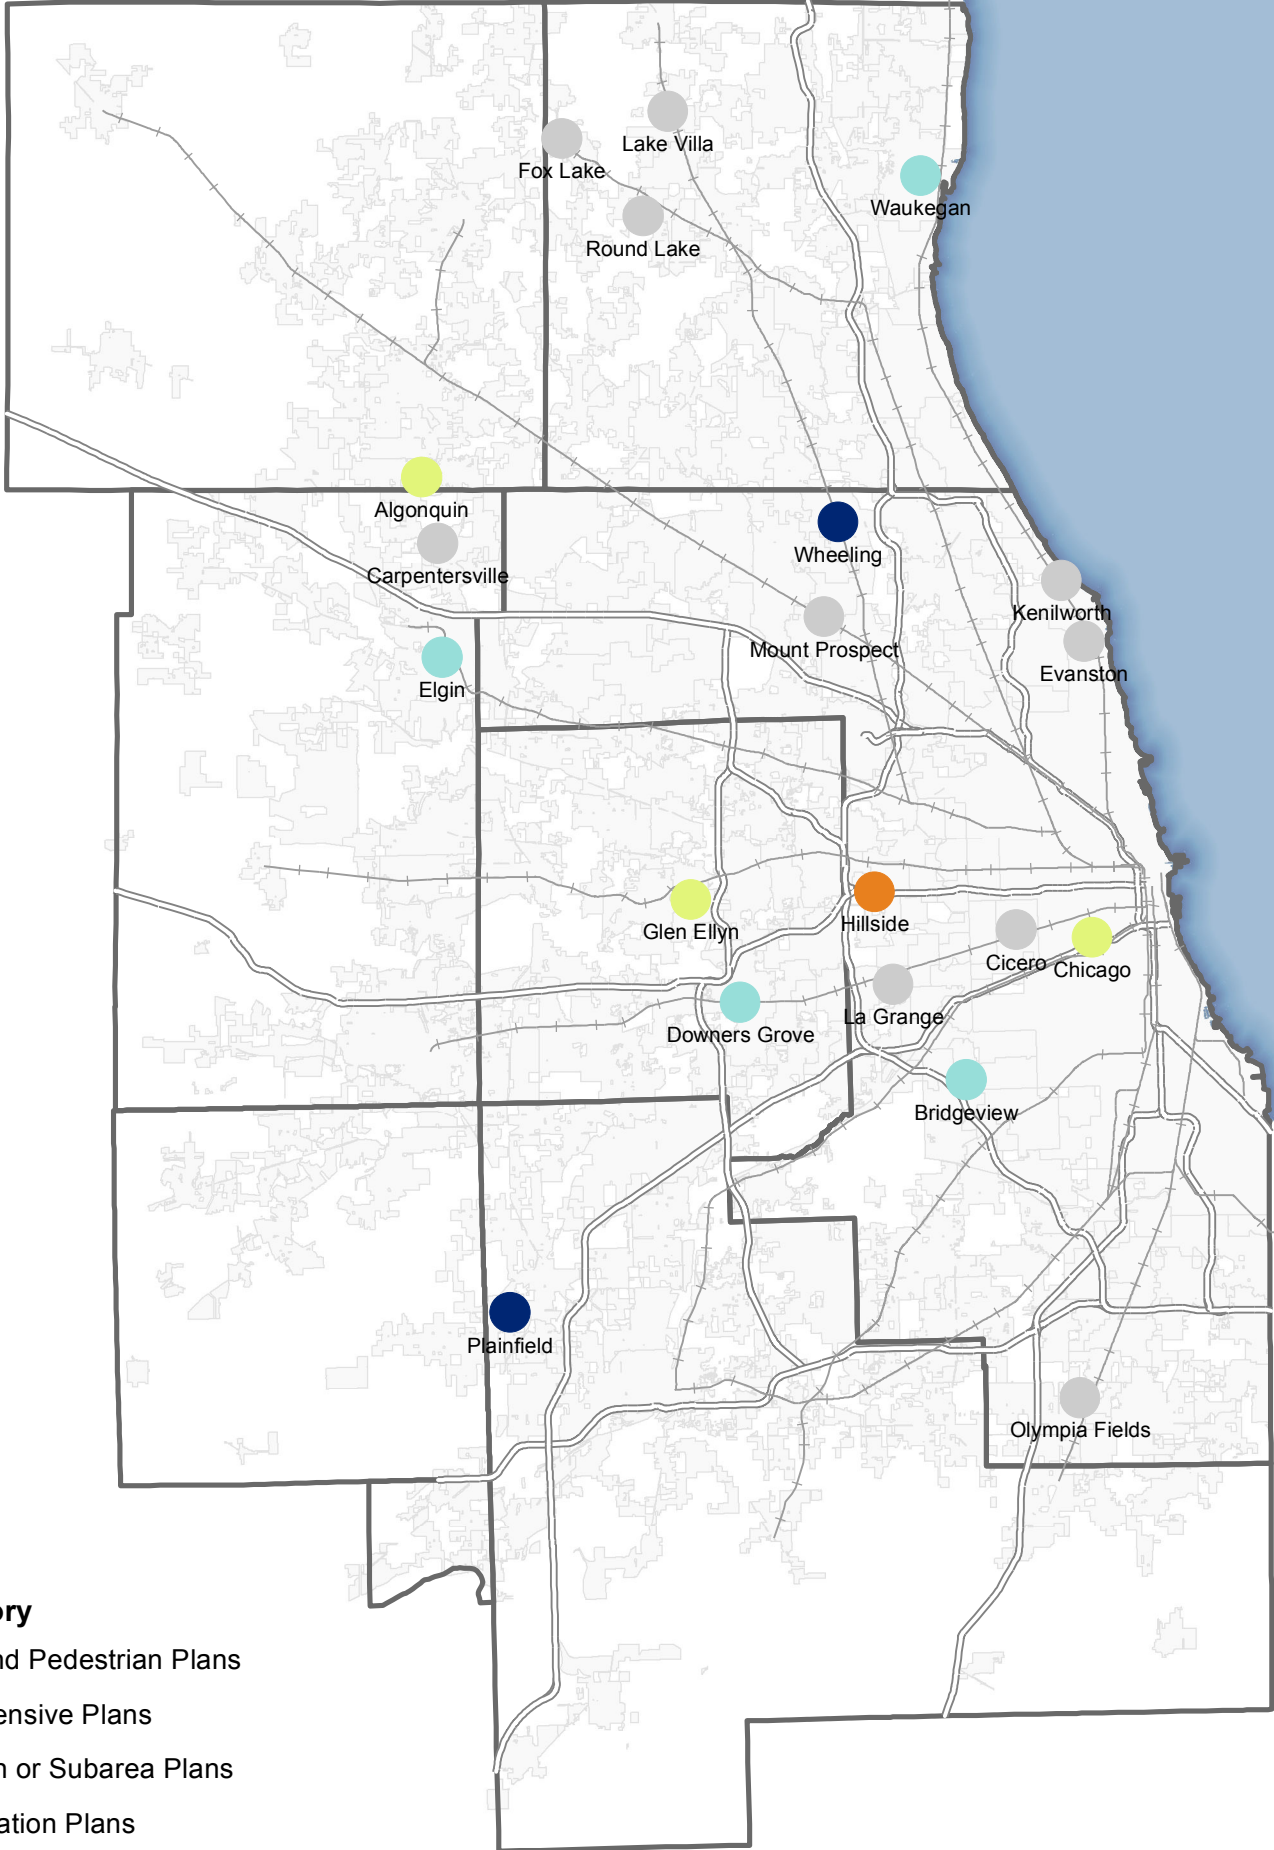 Lake Villa
Fox Lake
Waukegan
Round Lake
Algonquin
Wheeling
Carpentersville
Kenilworth
Mount Prospect
Evanston
Elgin
Hillside
Glen Ellyn
Cicero
Chicago
La Grange
Downers Grove
Bridgeview
Plainfield
Olympia Fields
ory
nd Pedestrian Plans
ensive Plans
n or Subarea Plans
ation Plans